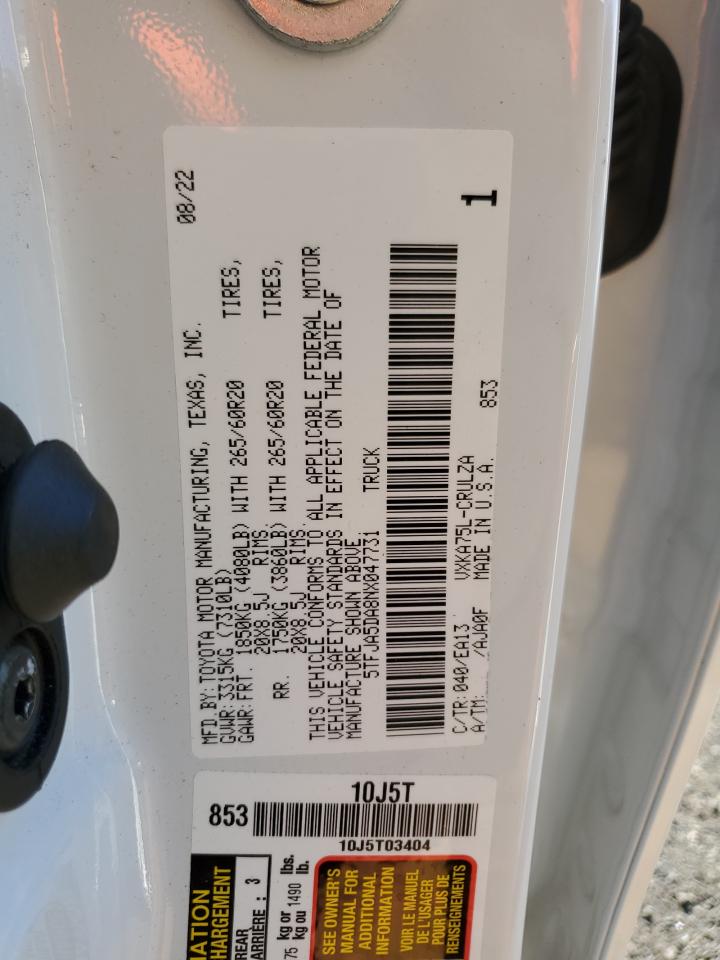 MFD.BY:TOYOTA MOTOR MANUFACTURING, TEXAS, INC. 08/22
GVWR:3315KG (7310LB)
GAWR:FRT. 1850KG (4080LB) WITH 265/60R20 TIRES,
20X8.5J RIMS
RR. 1750KG (3860LB) WITH 265/60R20 TIRES,
20X8.5J RIMS
THIS VEHICLE CONFORMS TO ALL APPLICABLE FEDERAL MOTOR
VEHICLE SAFETY STANDARDS IN EFFECT ON THE DATE OF
MANUFACTURE SHOWN ABOVE.
5TFJA5DA8NX047731 TRUCK
C/TR:040/EA13 VXKA75L-CRULZA 853 1
A/TM: /AJA0F MADE IN U.S.A.
10J5T
853
10J5T03404
MATION
HARGEMENT
REAR
ARRIÈRE : 3
75 kg or 1490 lbs.
kg ou lb.
SEE OWNER'S
MANUAL FOR
ADDITIONAL
INFORMATION
VOIR LE MANUEL
DE L'USAGER
POUR PLUS DE
RENSEIGNEMENTS